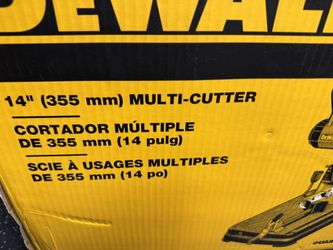 DEWALT
14" (355 mm) MULTI-CUTTER
CORTADOR MÚLTIPLE
DE 355 mm (14 pulg)
SCIE À USAGES MULTIPLES
DE 355 mm (14 po)